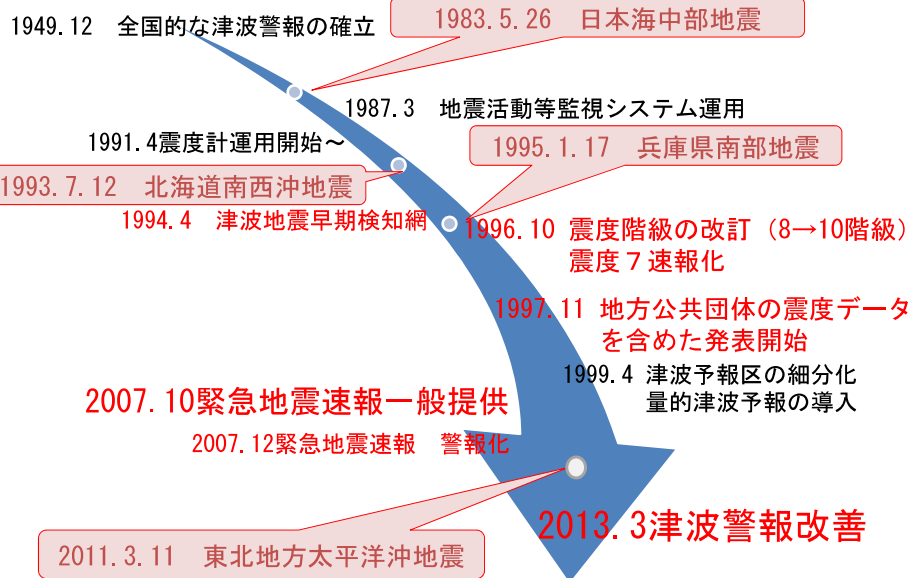 1949.12　全国的な津波警報の確立
1983.5.26　日本海中部地震
1987.3　地震活動等監視システム運用
1991.4震度計運用開始～
1995.1.17　兵庫県南部地震
1993.7.12　北海道南西沖地震
1994.4　津波地震早期検知網
1996.10 震度階級の改訂（8→10階級）
震度７速報化
1997.11 地方公共団体の震度データ
を含めた発表開始
1999.4 津波予報区の細分化
量的津波予報の導入
2007.10緊急地震速報一般提供
2007.12緊急地震速報　警報化
2013.3津波警報改善
2011.3.11　東北地方太平洋沖地震